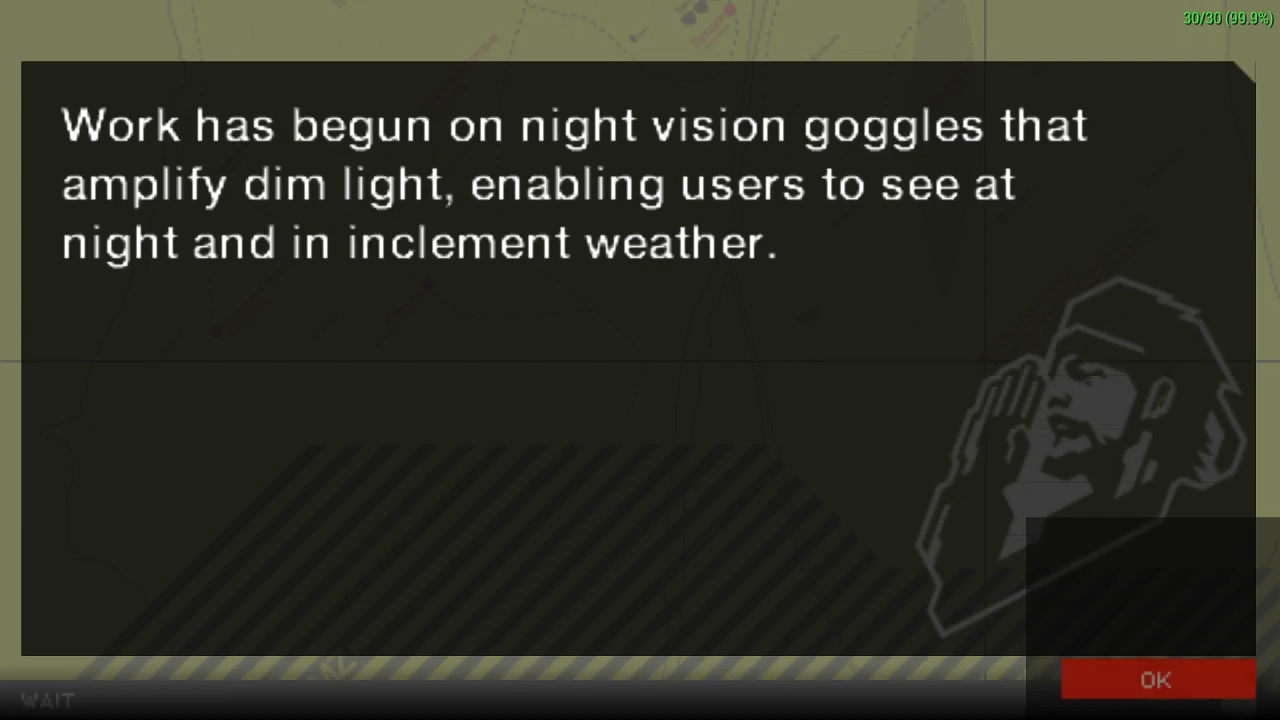 30/30 (99.9%)
Work has begun on night vision goggles that
amplify dim light, enabling users to see at
night and in inclement weather.
WAIT
OK